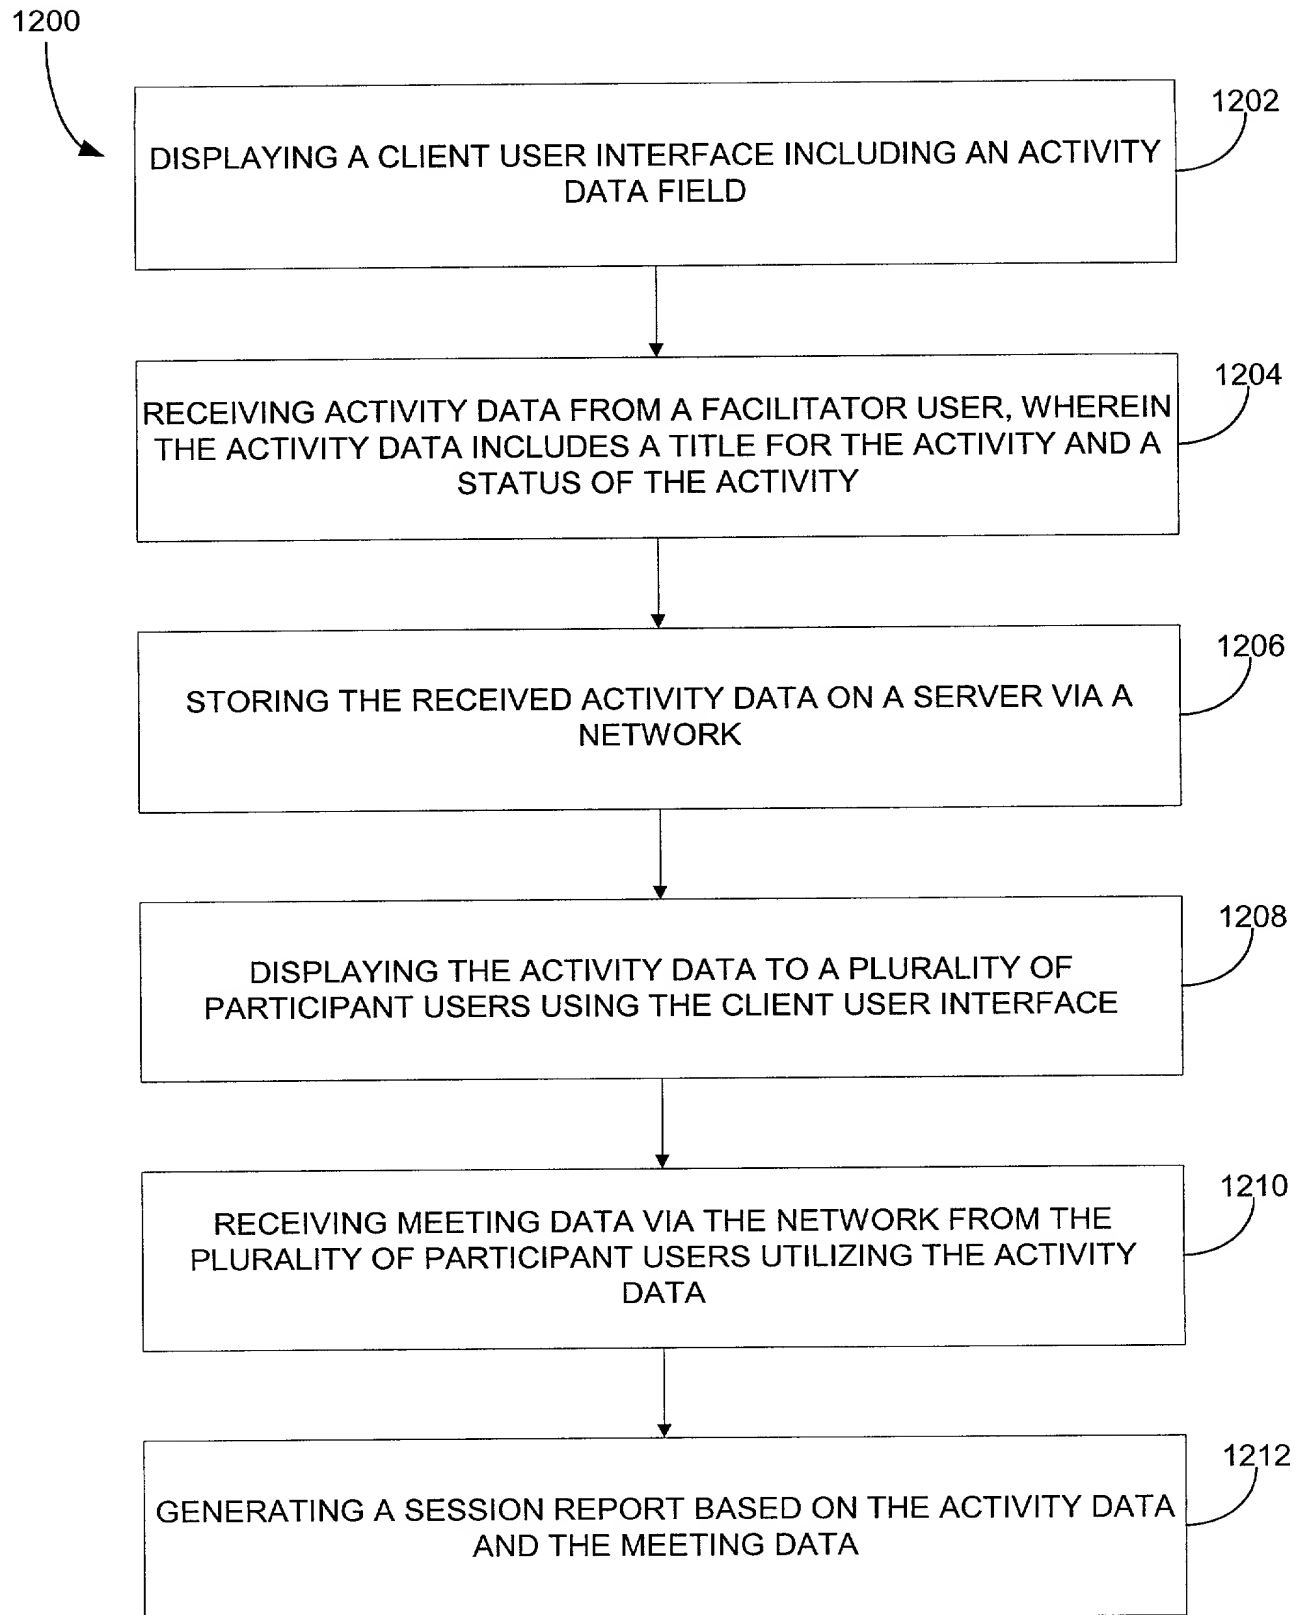 1200
1202
DISPLAYING A CLIENT USER INTERFACE INCLUDING AN ACTIVITY
DATA FIELD
1204
RECEIVING ACTIVITY DATA FROM A FACILITATOR USER, WHEREIN
THE ACTIVITY DATA INCLUDES A TITLE FOR THE ACTIVITY AND A
STATUS OF THE ACTIVITY
1206
STORING THE RECEIVED ACTIVITY DATA ON A SERVER VIA A
NETWORK
1208
DISPLAYING THE ACTIVITY DATA TO A PLURALITY OF
PARTICIPANT USERS USING THE CLIENT USER INTERFACE
1210
RECEIVING MEETING DATA VIA THE NETWORK FROM THE
PLURALITY OF PARTICIPANT USERS UTILIZING THE ACTIVITY
DATA
1212
GENERATING A SESSION REPORT BASED ON THE ACTIVITY DATA
AND THE MEETING DATA